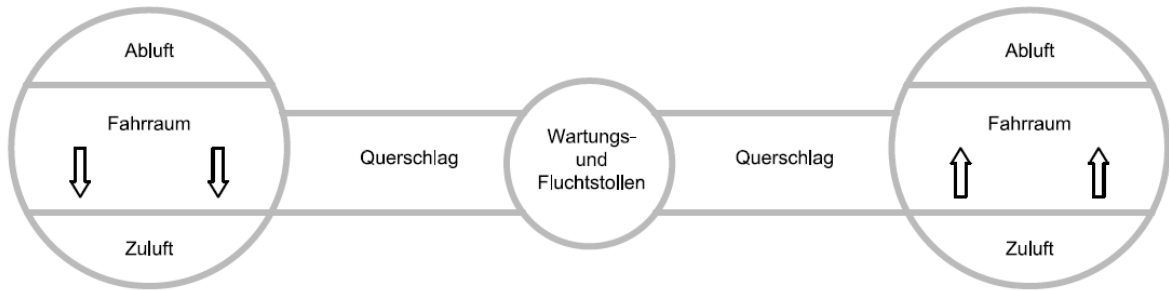 Abluft
Fahrraum
Zuluft
Querschlag
Wartungs-
und
Fluchtstollen
Querschlag
Abluft
Fahrraum
Zuluft